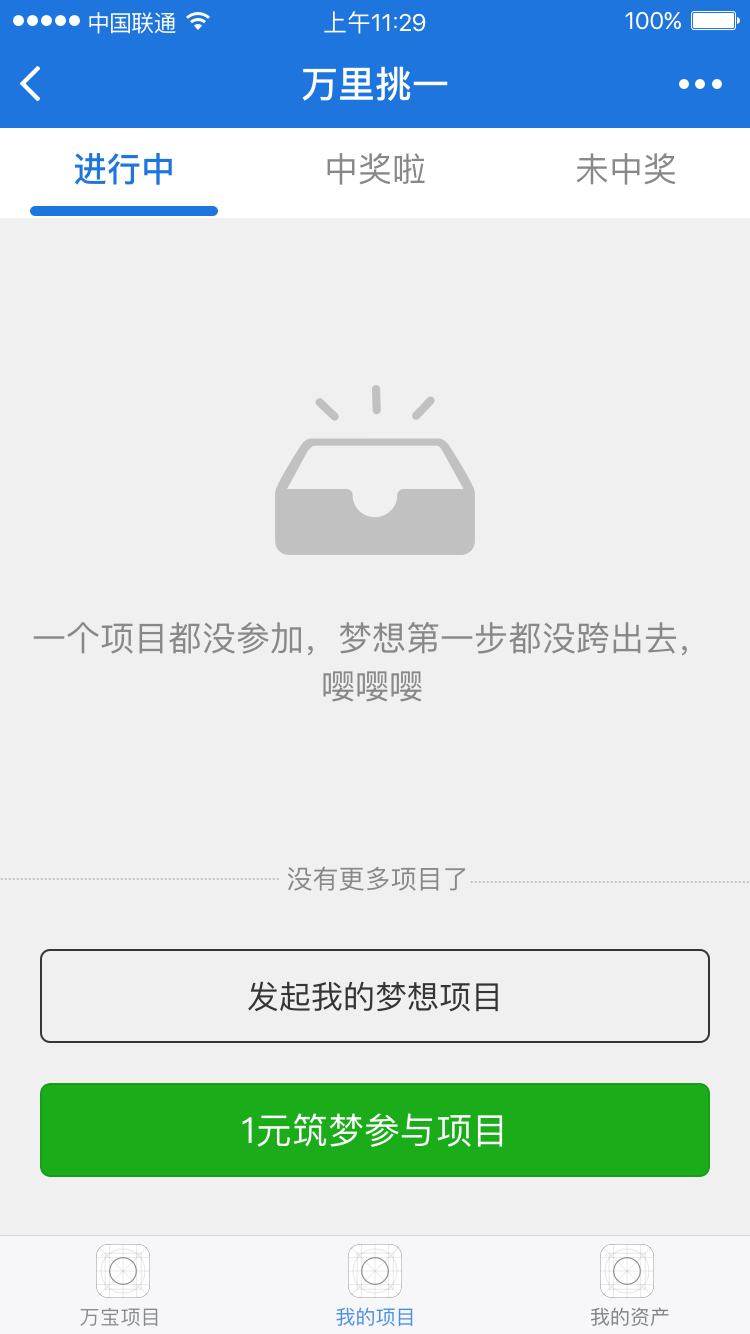 中国联通 上午11:29 100%
万里挑一
进行中 中奖啦 未中奖
一个项目都没参加，梦想第一步都没跨出去，
嘤嘤嘤
没有更多项目了
发起我的梦想项目
1元筑梦参与项目
万宝项目 我的项目 我的资产